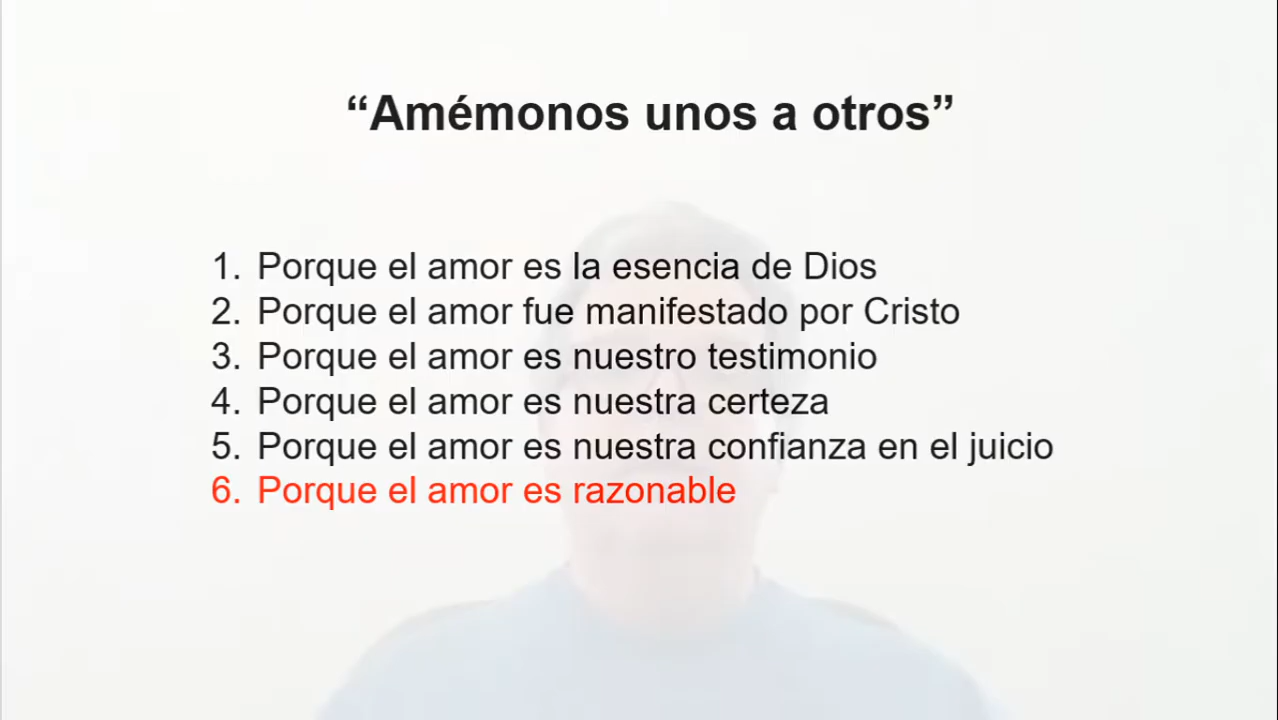 “Amémonos unos a otros”
1. Porque el amor es la esencia de Dios
2. Porque el amor fue manifestado por Cristo
3. Porque el amor es nuestro testimonio
4. Porque el amor es nuestra certeza
5. Porque el amor es nuestra confianza en el juicio
6. Porque el amor es razonable